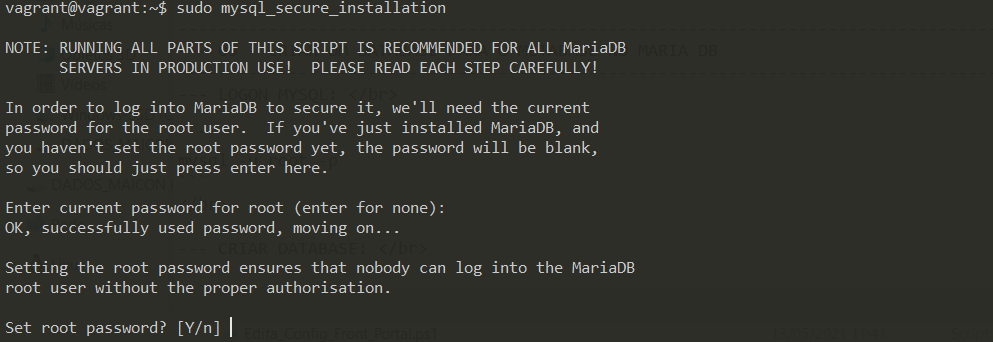 vagrant@vagrant:~$ sudo mysql_secure_installation
NOTE: RUNNING ALL PARTS OF THIS SCRIPT IS RECOMMENDED FOR ALL MariaDB
SERVERS IN PRODUCTION USE!  PLEASE READ EACH STEP CAREFULLY!
In order to log into MariaDB to secure it, we'll need the current
password for the root user.  If you've just installed MariaDB, and
you haven't set the root password yet, the password will be blank,
so you should just press enter here.
Enter current password for root (enter for none):
OK, successfully used password, moving on...
Setting the root password ensures that nobody can log into the MariaDB
root user without the proper authorisation.
Set root password? [Y/n]